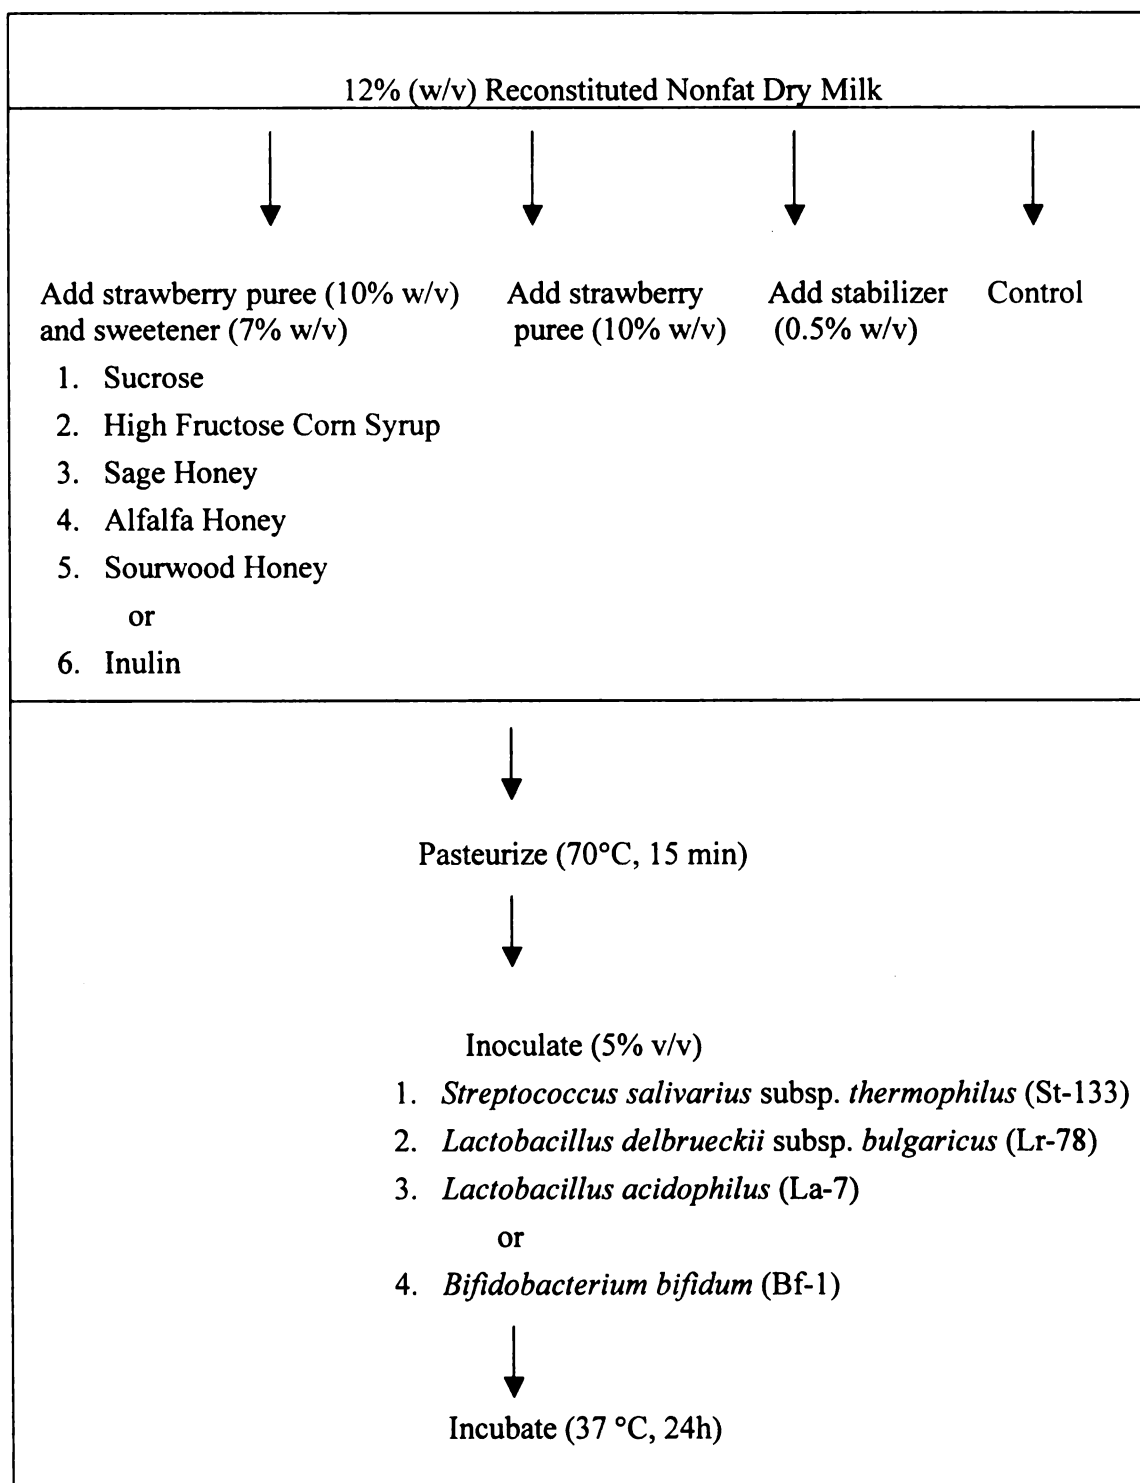 12% (w/v) Reconstituted Nonfat Dry Milk
Add strawberry puree (10% w/v)
and sweetener (7% w/v)
1. Sucrose
2. High Fructose Corn Syrup
3. Sage Honey
4. Alfalfa Honey
5. Sourwood Honey
or
6. Inulin
Add strawberry
puree (10% w/v)
Add stabilizer
(0.5% w/v)
Control
Pasteurize (70°C, 15 min)
Inoculate (5% v/v)
1. Streptococcus salivarius subsp. thermophilus (St-133)
2. Lactobacillus delbrueckii subsp. bulgaricus (Lr-78)
3. Lactobacillus acidophilus (La-7)
or
4. Bifidobacterium bifidum (Bf-1)
Incubate (37 °C, 24h)